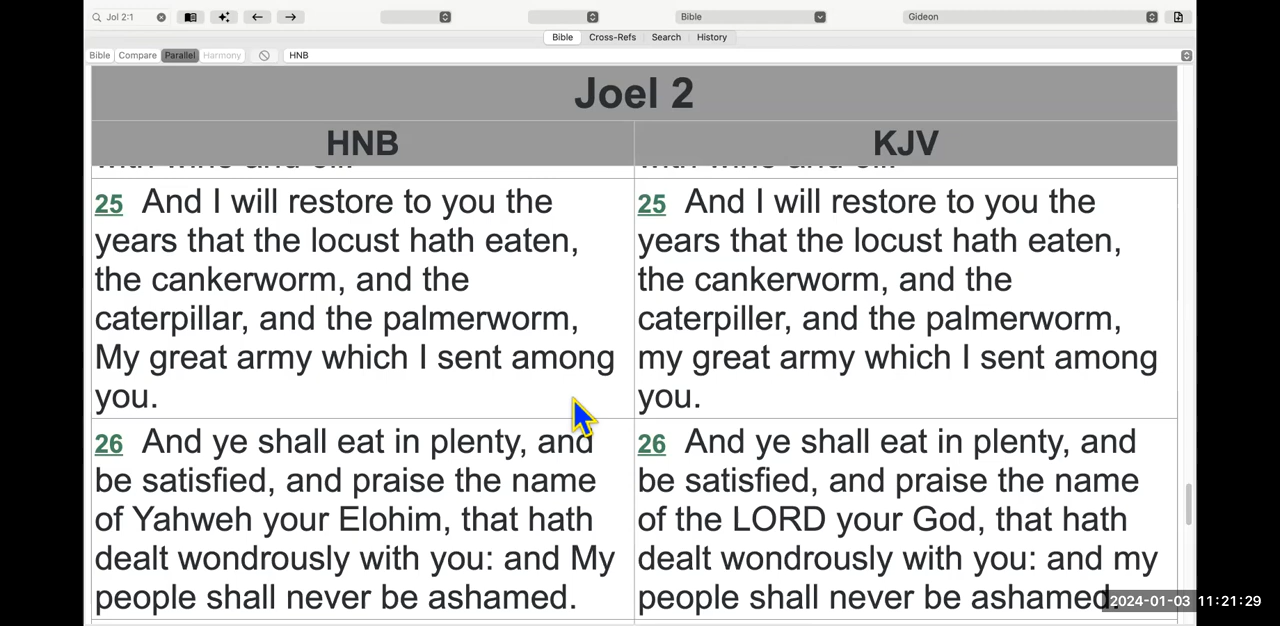 Jol 2:1 Bible Gideon
Bible Cross-Refs Search History
Bible Compare Parallel Harmony HNB
Joel 2
HNB KJV
25 And I will restore to you the
years that the locust hath eaten,
the cankerworm, and the
caterpillar, and the palmerworm,
My great army which I sent among
you.
25 And I will restore to you the
years that the locust hath eaten,
the cankerworm, and the
caterpiller, and the palmerworm,
my great army which I sent among
you.
26 And ye shall eat in plenty, and
be satisfied, and praise the name
of Yahweh your Elohim, that hath
dealt wondrously with you: and My
people shall never be ashamed.
26 And ye shall eat in plenty, and
be satisfied, and praise the name
of the LORD your God, that hath
dealt wondrously with you: and my
people shall never be ashamed.
2024-01-03 11:21:29